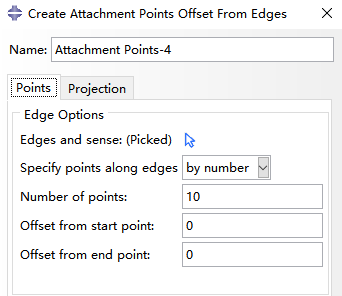 Create Attachment Points Offset From Edges
Name: Attachment Points-4
Points Projection
Edge Options
Edges and sense: (Picked)
Specify points along edges by number
Number of points: 10
Offset from start point: 0
Offset from end point: 0